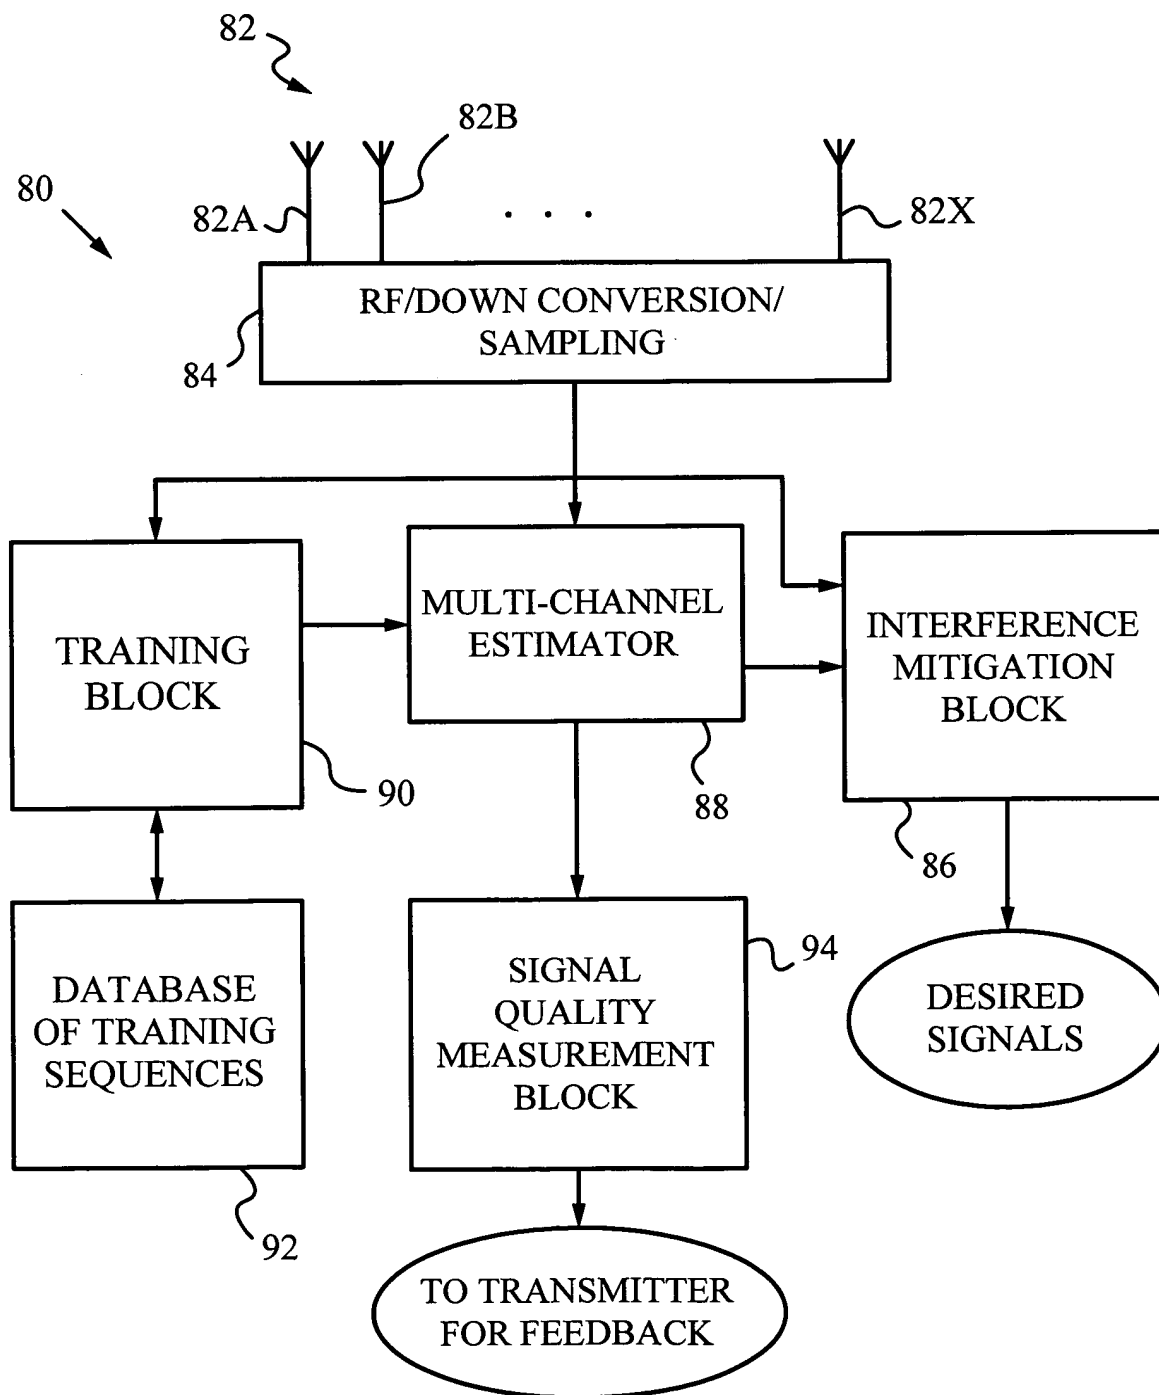 82
82B
80
82A
. . .
82X
RF/DOWN CONVERSION/
SAMPLING
84
TRAINING
BLOCK
MULTI-CHANNEL
ESTIMATOR
INTERFERENCE
MITIGATION
BLOCK
90
88
86
DATABASE
OF TRAINING
SEQUENCES
SIGNAL
QUALITY
MEASUREMENT
BLOCK
94
DESIRED
SIGNALS
92
TO TRANSMITTER
FOR FEEDBACK